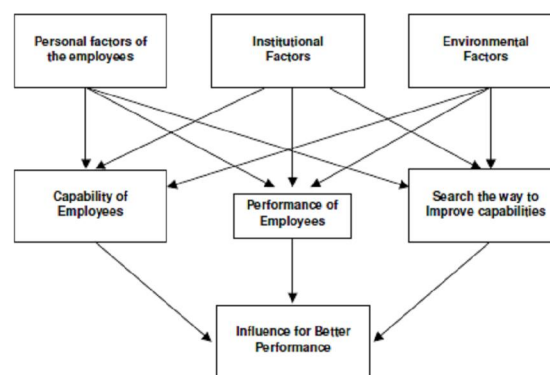 Personal factors of
the employees
Institutional
Factors
Environmental
Factors
Capability of
Employees
Performance of
Employees
Search the way to
Improve capabilities
Influence for Better
Performance